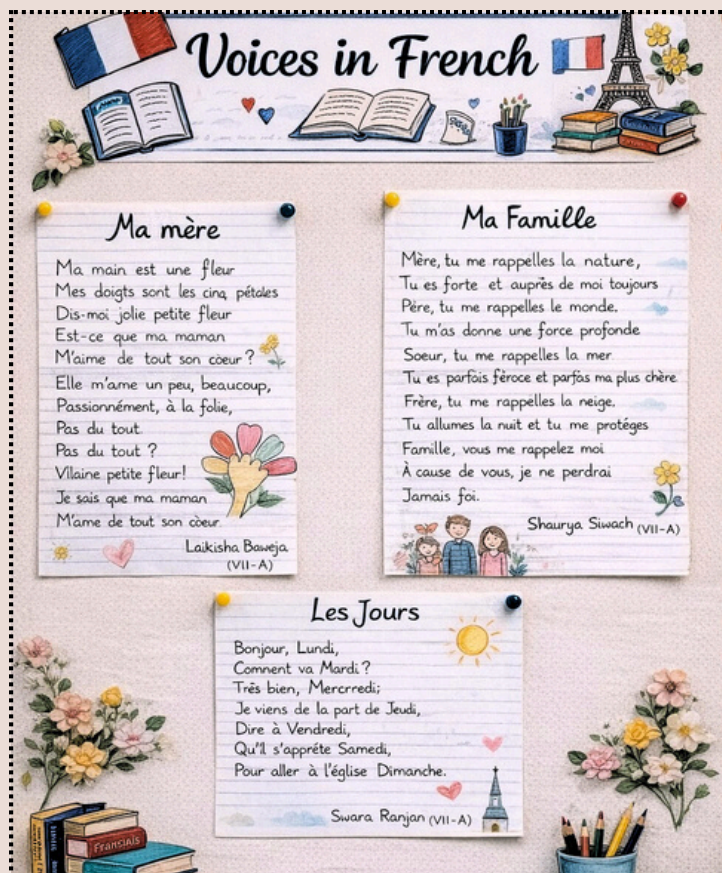 Voices in French
Ma mère
Ma main est une fleur
Mes doigts sont les cinq pétales
Dis-moi jolie petite fleur
Est-ce que ma maman
M'aime de tout son còeur?
Elle m'ame un peu, beaucoup,
Passionnément, à la folie,
Pas du tout.
Pas du tout ?
Vilaine petite fleur!
Je sais que ma maman
M'ame de tout son còeur.
Laikisha Baweja
(VII-A)
Ma Famille
Mère, tu me rappelles la nature,
Tu es forte et auprès de moi toujours
Père, tu me rappelles le monde.
Tu m'as donne une force profonde
Soeur, tu me rappelles la mer.
Tu es parfois féroce et parfas ma plus chère
Frère, tu me rappelles la neige.
Tu allumes la nuit et tu me protéges
Famille, vous me rappelez moi
À cause de vous, je ne perdrai
Jamais foi.
Shaurya Siwach (VII-A)
Les Jours
Bonjour, Lundi,
Comnent va Mardi?
Très bien, Mercrredi;
Je viens de la part de Jeudi,
Dire à Vendredi,
Qu'il s'appréte Samedi,
Pour aller à l'église Dimanche.
Swara Ranjan (VII-A)
Fransiais